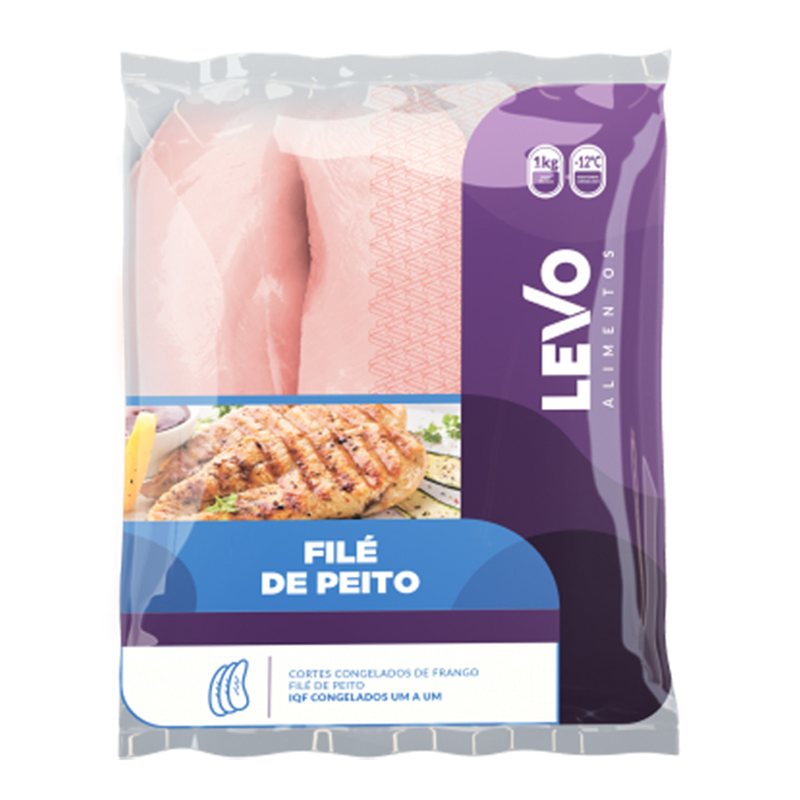 1kg
-12°C
LEVO
ALIMENTOS
FILÉ
DE PEITO
CORTES CONGELADOS DE FRANGO
FILÉ DE PEITO
IQF CONGELADOS UM A UM